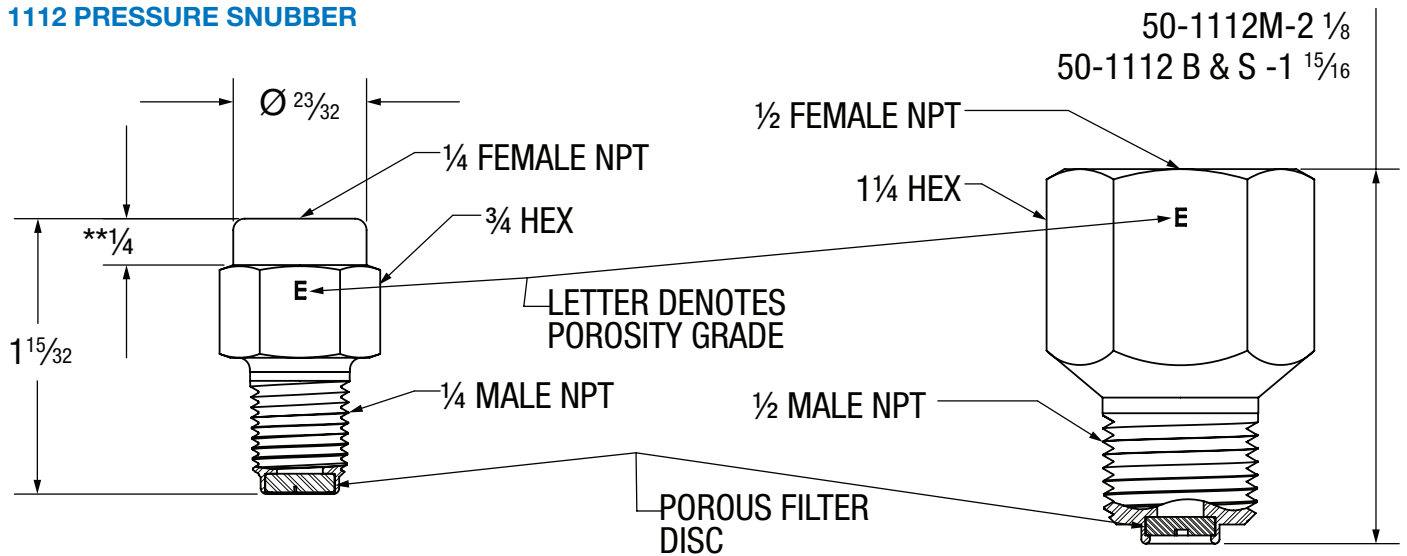 1112 PRESSURE SNUBBER
50-1112M-2 ⅛
50-1112 B & S -1 15/16
Ø 23/32
½ FEMALE NPT
¼ FEMALE NPT
1¼ HEX
¾ HEX
**¼
E
E
LETTER DENOTES
POROSITY GRADE
1 15/32
¼ MALE NPT
½ MALE NPT
POROUS FILTER
DISC